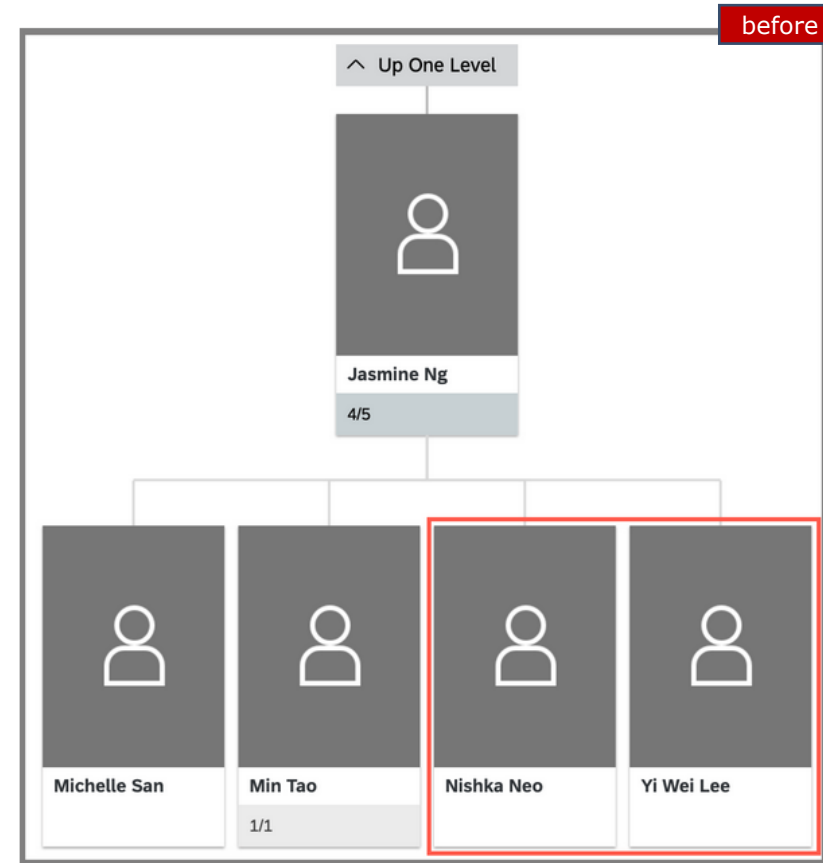 before
Up One Level
Jasmine Ng
4/5
Michelle San
Min Tao
Nishka Neo
Yi Wei Lee
1/1